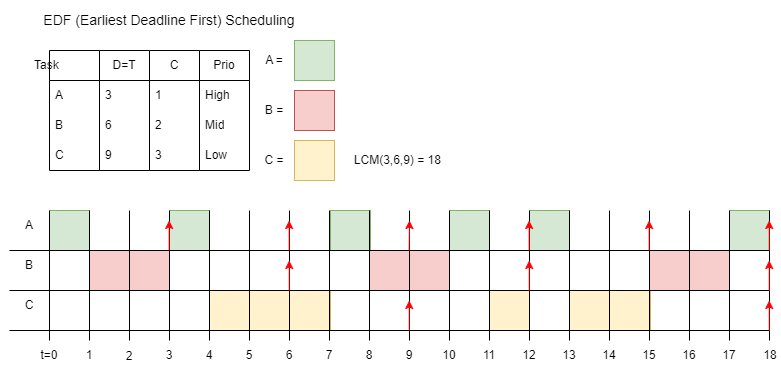 EDF (Earliest Deadline First) Scheduling
Task D=T C Prio
A 3 1 High
B 6 2 Mid
C 9 3 Low
A =
B =
C =
LCM(3,6,9) = 18
A
B
C
t=0 1 2 3 4 5 6 7 8 9 10 11 12 13 14 15 16 17 18